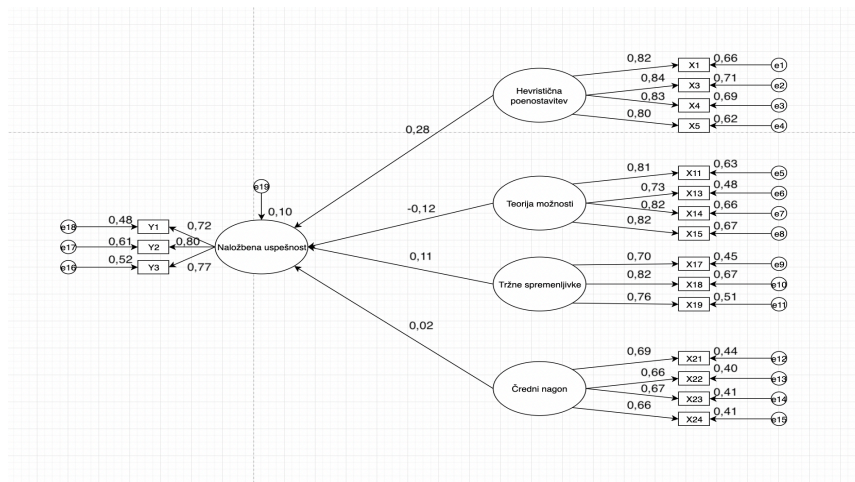 0,82
X1
0,66
e1
0,84
X3
0,71
e2
Hevristična
poenostavitev
0,83
X4
0,69
e3
0,80
X5
0,62
e4
0,28
0,81
X11
0,63
e5
0,73
X13
0,48
e6
Teorija možnosti
0,82
X14
0,66
e7
0,82
X15
0,67
e8
-0,12
e19
0,10
e18
0,48
Y1
0,72
e17
0,61
Y2
0,80
Naložbena uspešnost
e16
0,52
Y3
0,77
0,11
0,70
X17
0,45
e9
Tržne spremenljivke
0,82
X18
0,67
e10
0,76
X19
0,51
e11
0,02
0,69
X21
0,44
e12
0,66
X22
0,40
e13
Čredni nagon
0,67
X23
0,41
e14
0,66
X24
0,41
e15